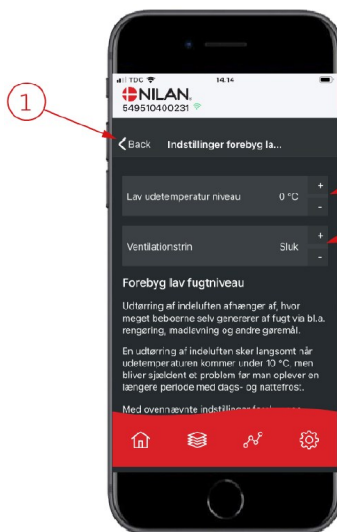 1
TDC 14.14
NILAN.
549510400231
Back Indstillinger forebyg la...
Lav udetemperatur niveau 0 °C + -
Ventilationstrin Sluk + -
Forebyg lav fugtniveau
Udtørring af indeluften afhænger af, hvor
meget beboerne selv genererer af fugt via bl.a.
rengøring, madlavning og andre gøremål.
En udtørring af indeluften sker langsomt når
udetemperaturen kommer under 10 °C, men
bliver sjældent et problem før man oplever en
længere periode med dags- og nattefrost.
Med ovennævnte indstillinger